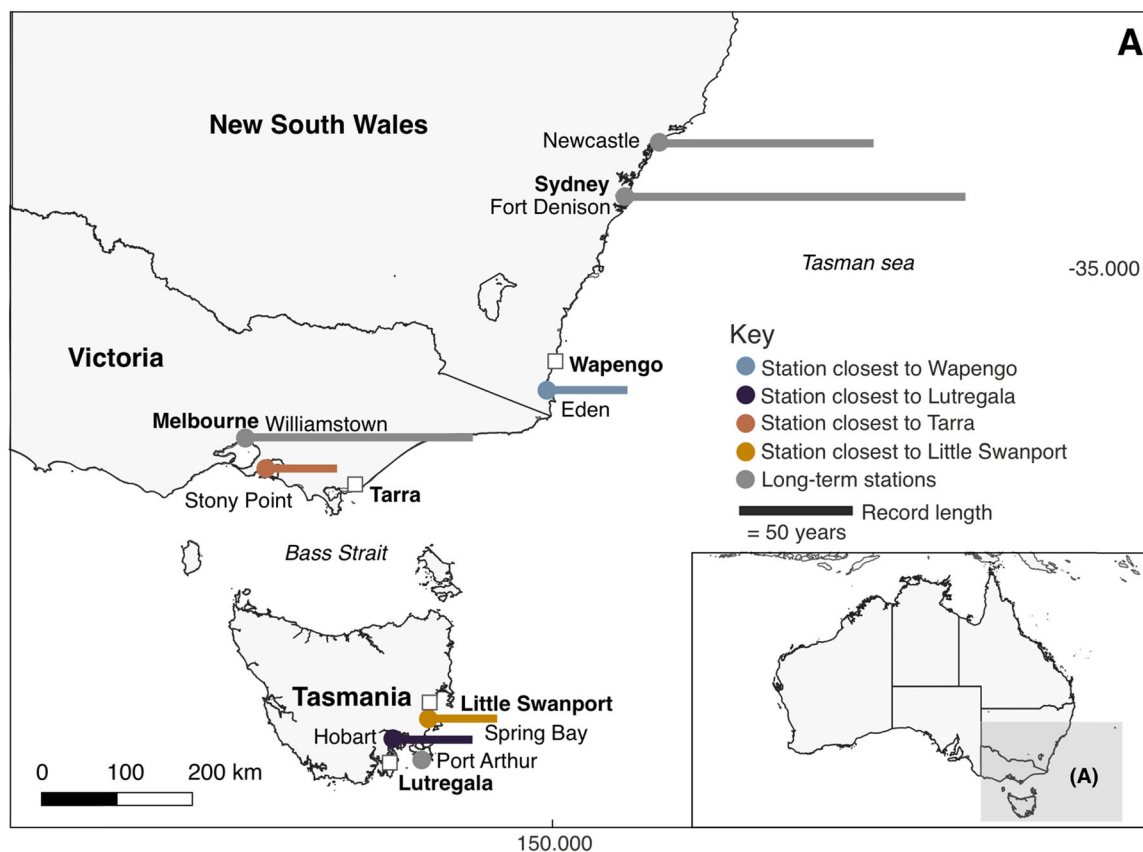 A
New South Wales
Newcastle
Sydney
Fort Denison
Tasman sea
-35.000
Key
Victoria
Station closest to Wapengo
Wapengo
Station closest to Lutregala
Eden
Melbourne Williamstown
Station closest to Tarra
Station closest to Little Swanport
Long-term stations
Stony Point
Tarra
Record length
= 50 years
Bass Strait
Tasmania
Little Swanport
Hobart
Spring Bay
Port Arthur
0 100 200 km
Lutregala
(A)
150.000